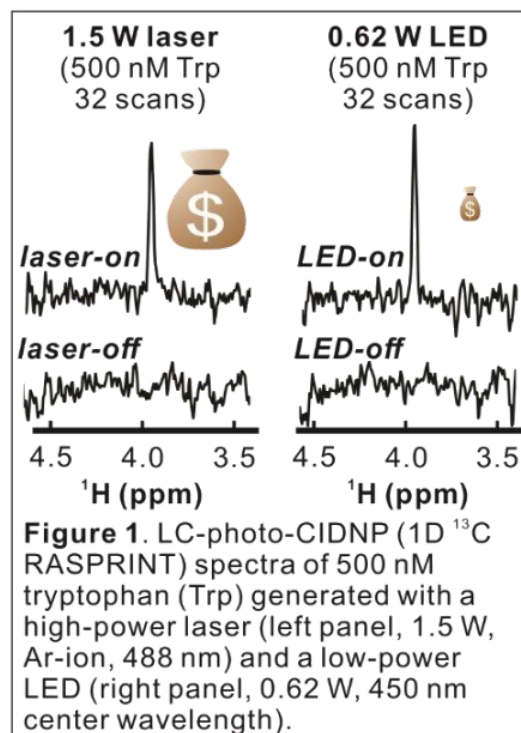 1.5 W laser
(500 nM Trp
32 scans)
0.62 W LED
(500 nM Trp
32 scans)
$
$
laser-on
LED-on
laser-off
LED-off
4.5 4.0 3.5
4.5 4.0 3.5
¹H (ppm)
¹H (ppm)
Figure 1. LC-photo-CIDNP (1D ¹³C
RASPRINT) spectra of 500 nM
tryptophan (Trp) generated with a
high-power laser (left panel, 1.5 W,
Ar-ion, 488 nm) and a low-power
LED (right panel, 0.62 W, 450 nm
center wavelength).